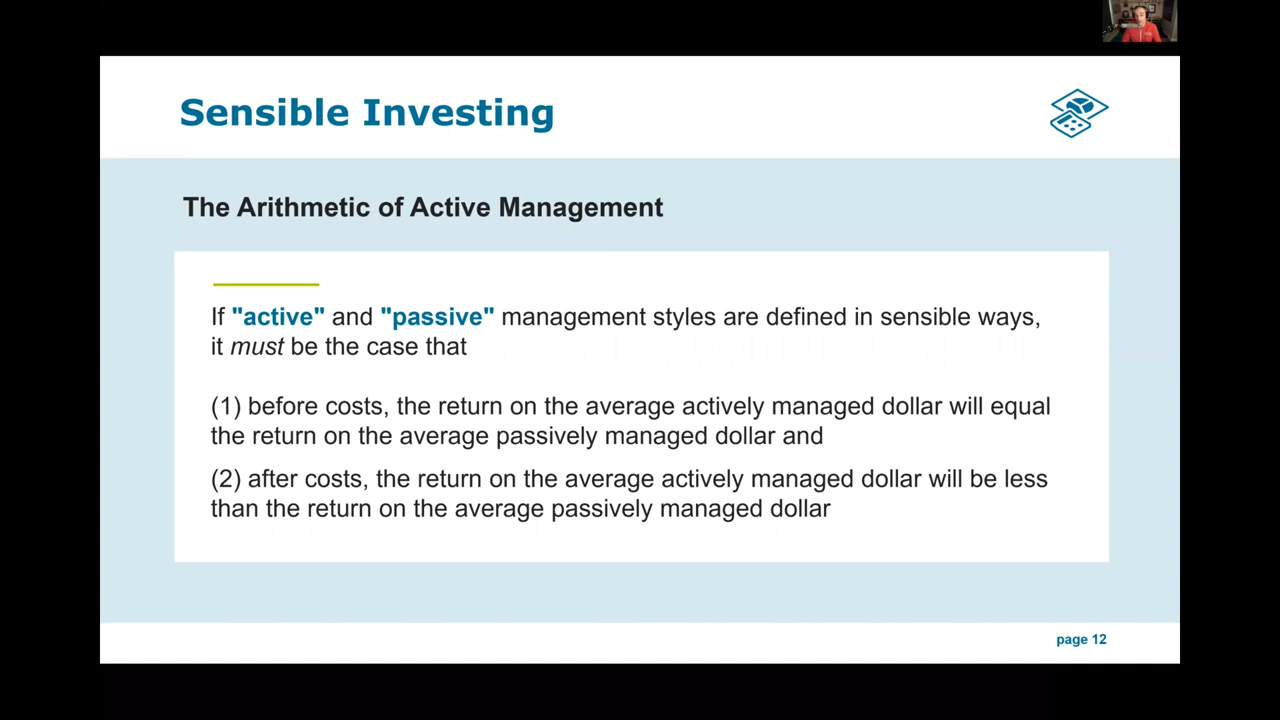 Sensible Investing
The Arithmetic of Active Management
If "active" and "passive" management styles are defined in sensible ways,
it must be the case that
(1) before costs, the return on the average actively managed dollar will equal
the return on the average passively managed dollar and
(2) after costs, the return on the average actively managed dollar will be less
than the return on the average passively managed dollar
page 12